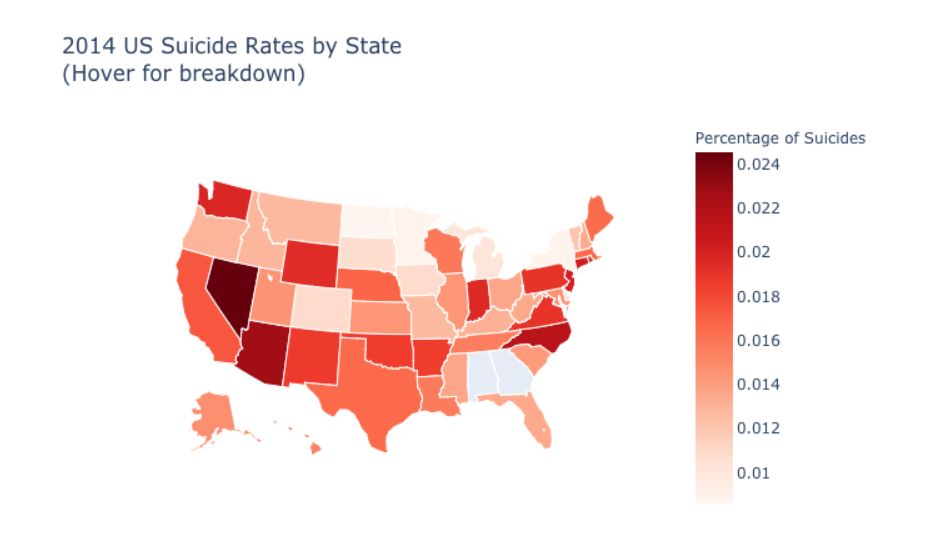 2014 US Suicide Rates by State
(Hover for breakdown)
Percentage of Suicides
0.024
0.022
0.02
0.018
0.016
0.014
0.012
0.01